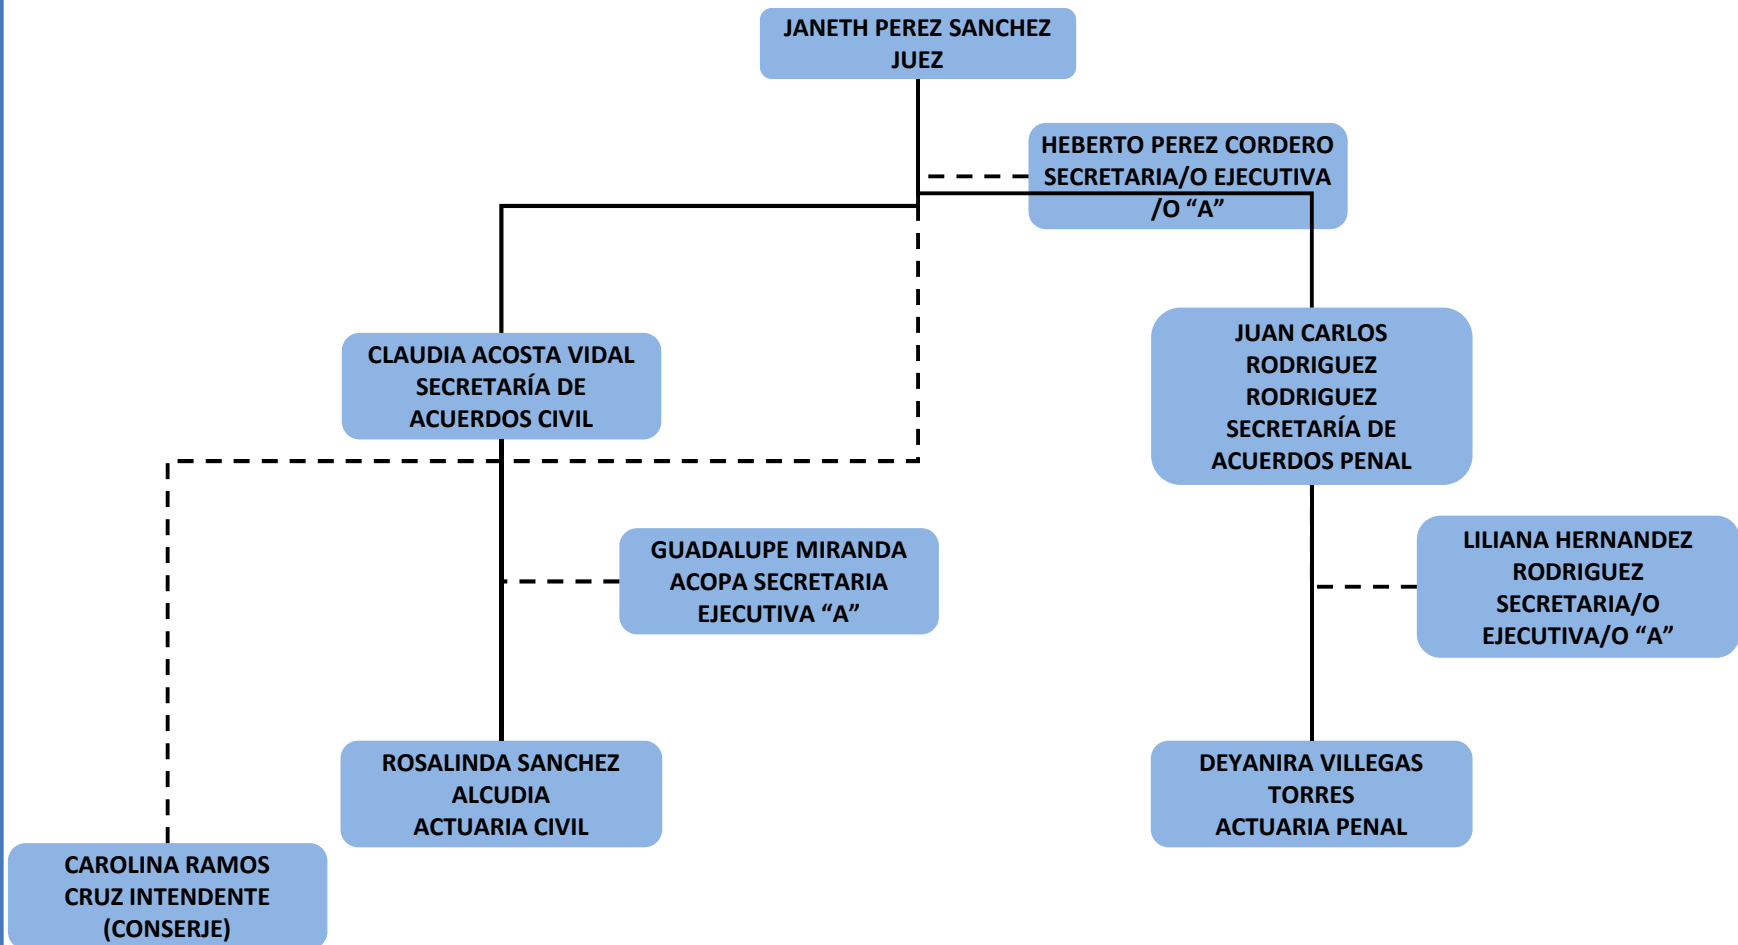 JANETH PEREZ SANCHEZ
JUEZ
HEBERTO PEREZ CORDERO
SECRETARIA/O EJECUTIVA
/O “A”
CLAUDIA ACOSTA VIDAL
SECRETARÍA DE
ACUERDOS CIVIL
JUAN CARLOS
RODRIGUEZ
RODRIGUEZ
SECRETARÍA DE
ACUERDOS PENAL
GUADALUPE MIRANDA
ACOPA SECRETARIA
EJECUTIVA “A”
LILIANA HERNANDEZ
RODRIGUEZ
SECRETARIA/O
EJECUTIVA/O “A”
ROSALINDA SANCHEZ
ALCUDIA
ACTUARIA CIVIL
DEYANIRA VILLEGAS
TORRES
ACTUARIA PENAL
CAROLINA RAMOS
CRUZ INTENDENTE
(CONSERJE)